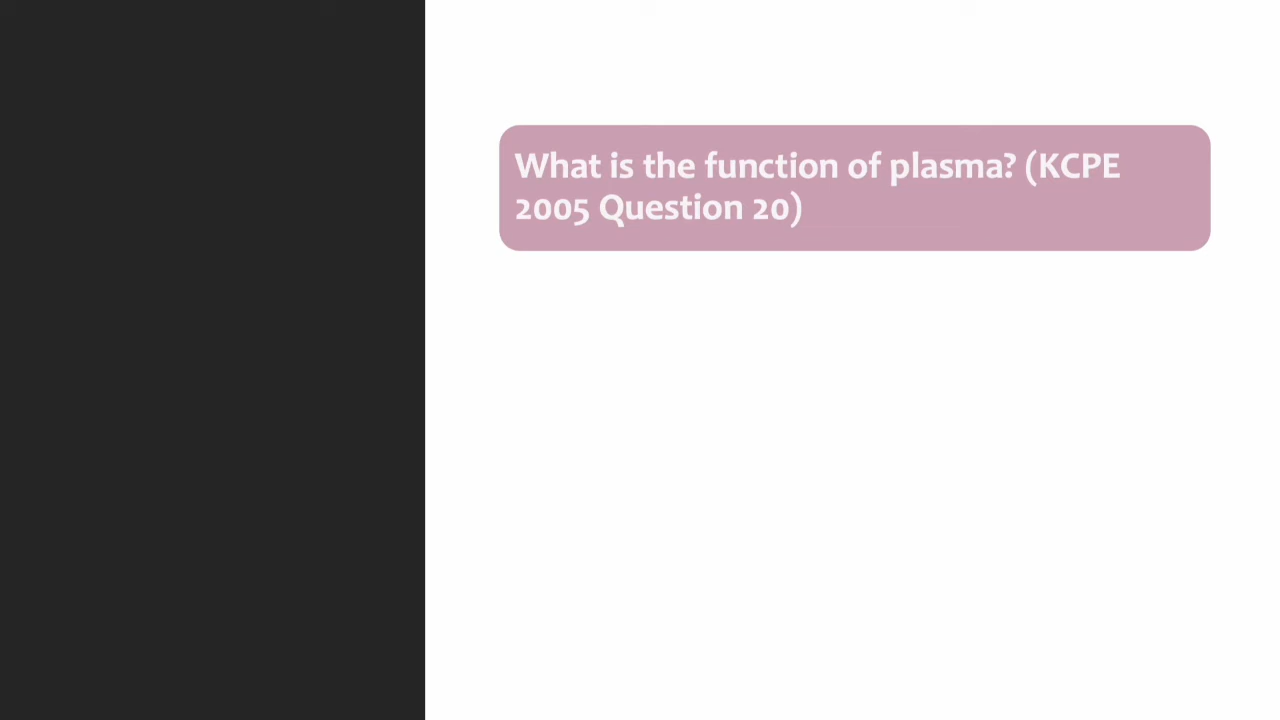 What is the function of plasma? (KCPE
2005 Question 20)